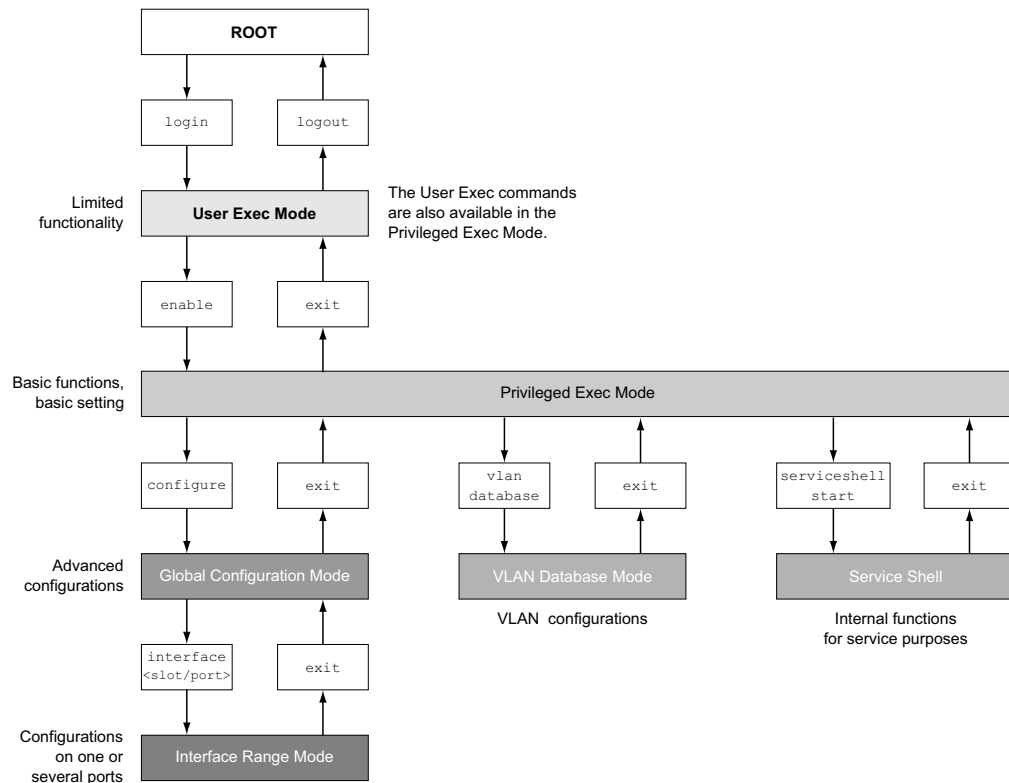 ROOT
login
logout
Limited
functionality
User Exec Mode
The User Exec commands
are also available in the
Privileged Exec Mode.
enable
exit
Basic functions,
basic setting
Privileged Exec Mode
configure
exit
vlan
database
exit
serviceshell
start
exit
Advanced
configurations
Global Configuration Mode
VLAN Database Mode
Service Shell
VLAN configurations
Internal functions
for service purposes
interface
<slot/port>
exit
Configurations
on one or
several ports
Interface Range Mode